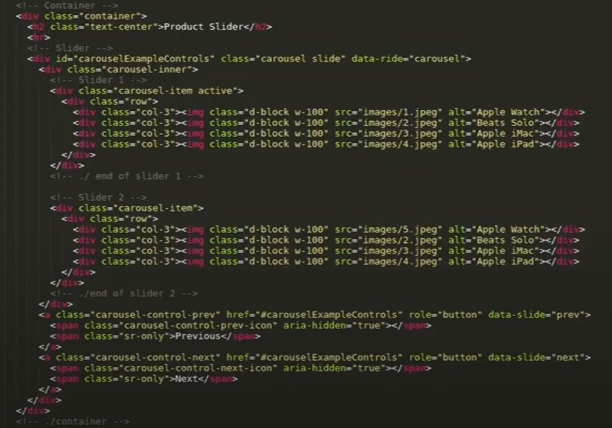 <!-- Container -->
<div class="container">
<h2 class="text-center">Product Slider</h2>
<hr>
<!-- Slider -->
<div id="carouselExampleControls" class="carousel slide" data-ride="carousel">
<div class="carousel-inner">
<!-- Slider 1 -->
<div class="carousel-item active">
<div class="row">
<div class="col-3"><img class="d-block w-100" src="images/1.jpeg" alt="Apple Watch"></div>
<div class="col-3"><img class="d-block w-100" src="images/2.jpeg" alt="Beats Solo"></div>
<div class="col-3"><img class="d-block w-100" src="images/3.jpeg" alt="Apple iMac"></div>
<div class="col-3"><img class="d-block w-100" src="images/4.jpeg" alt="Apple iPad"></div>
</div>
</div>
<!-- ./ end of slider 1 -->
<!-- Slider 2 -->
<div class="carousel-item">
<div class="row">
<div class="col-3"><img class="d-block w-100" src="images/5.jpeg" alt="Apple Watch"></div>
<div class="col-3"><img class="d-block w-100" src="images/2.jpeg" alt="Beats Solo"></div>
<div class="col-3"><img class="d-block w-100" src="images/3.jpeg" alt="Apple iMac"></div>
<div class="col-3"><img class="d-block w-100" src="images/4.jpeg" alt="Apple iPad"></div>
</div>
</div>
<!-- ./end of slider 2 -->
</div>
<a class="carousel-control-prev" href="#carouselExampleControls" role="button" data-slide="prev">
<span class="carousel-control-prev-icon" aria-hidden="true"></span>
<span class="sr-only">Previous</span>
</a>
<a class="carousel-control-next" href="#carouselExampleControls" role="button" data-slide="next">
<span class="carousel-control-next-icon" aria-hidden="true"></span>
<span class="sr-only">Next</span>
</a>
</div>
</div>
<!-- ./container -->